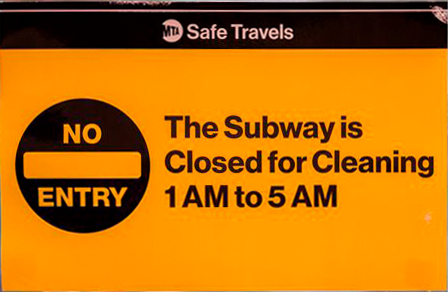 MTA Safe Travels
NO
ENTRY
The Subway is
Closed for Cleaning
1 AM to 5 AM